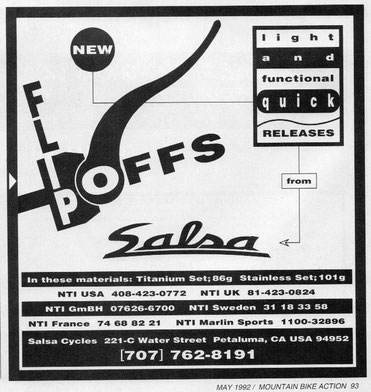 NEW
light
and
functional
quick
RELEASES
FLIP
OFFS
from
Salsa
In these materials: Titanium Set; 86g Stainless Set; 101g
NTI USA 408-423-0772 NTI UK 81-423-0824
NTI GmBH 07626-6700 NTI Sweden 31 18 33 58
NTI France 74 68 82 21 NTI Marlin Sports 1100-32896
Salsa Cycles 221-C Water Street Petaluma, CA USA 94952
[707] 762-8191
MAY 1992 / MOUNTAIN BIKE ACTION 93